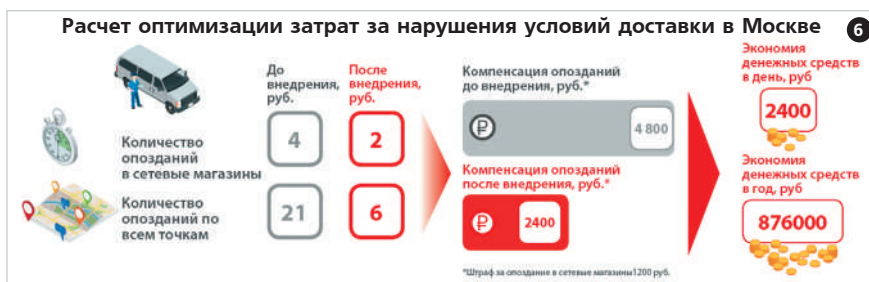 Расчет оптимизации затрат за нарушения условий доставки в Москве
6
До
внедрения,
руб.
После
внедрения,
руб.
Количество
опозданий
в сетевые магазины
4
2
Количество
опозданий по
всем точкам
21
6
Компенсация опозданий
до внедрения, руб.*
₽
4 800
Компенсация опозданий
после внедрения, руб.*
₽
2400
*Штраф за опоздание в сетевые магазины1200 руб.
Экономия
денежных средств
в день, руб
2400
Экономия
денежных средств
в год, руб
876000